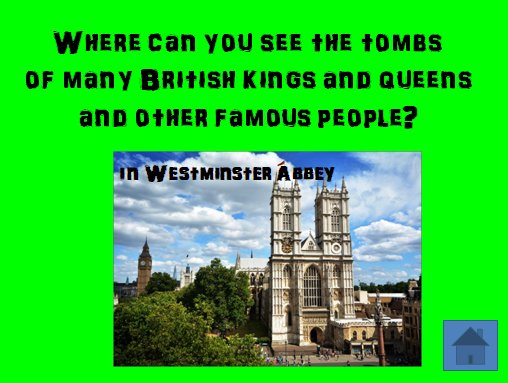 Where can you see the tombs
of many British kings and queens
and other famous people?
in Westminster Abbey